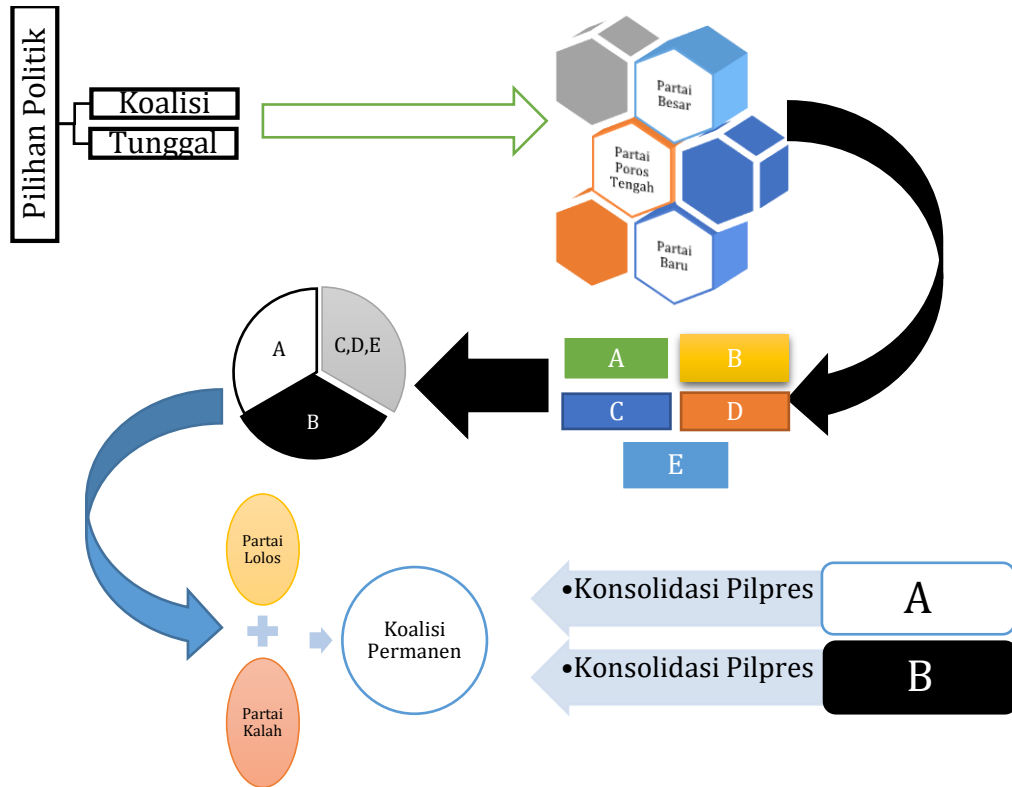 Pilihan Politik
Koalisi
Tunggal
Partai
Besar
Partai
Poros
Tengah
Partai
Baru
A
B
C
D
E
A
C,D,E
B
Partai
Lolos
Partai
Kalah
Koalisi
Permanen
•Konsolidasi Pilpres
A
•Konsolidasi Pilpres
B